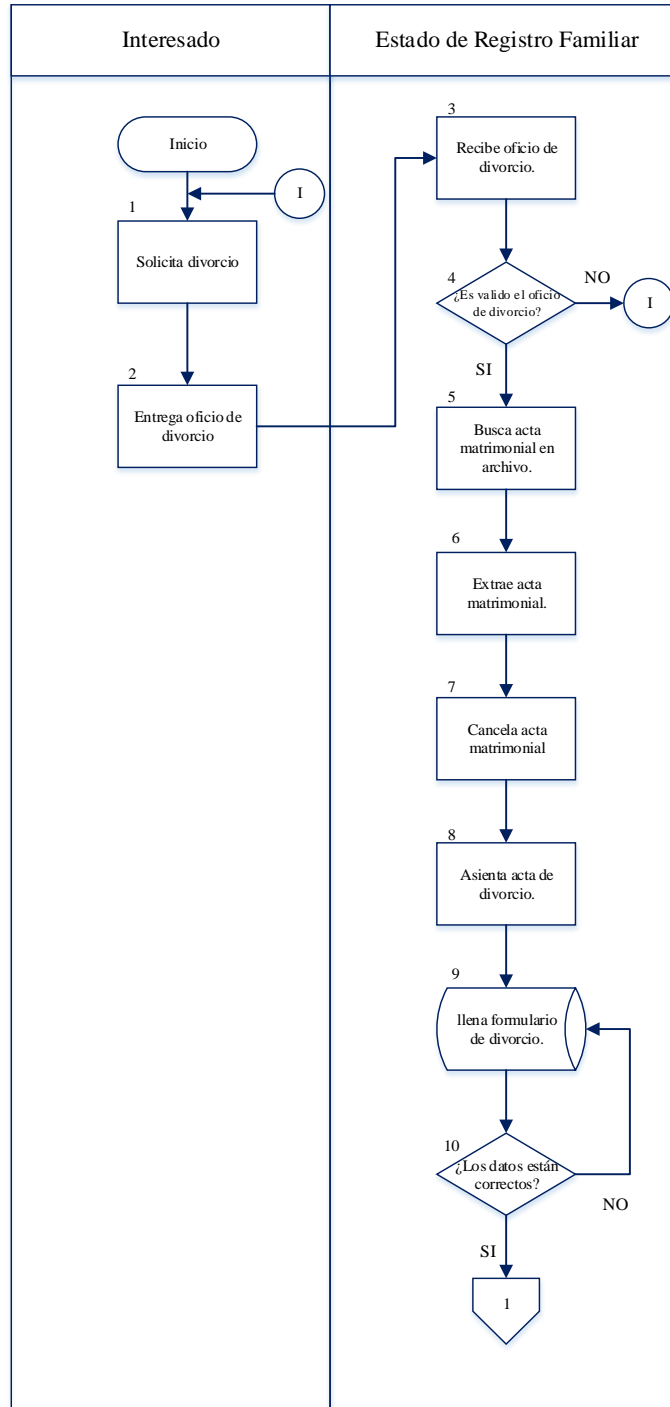 Interesado
Estado de Registro Familiar
Inicio
I
1
Solicita divorcio
2
Entrega oficio de
divorcio
3
Recibe oficio de
divorcio.
4
¿Es valido el oficio
de divorcio?
NO
I
SI
5
Busca acta
matrimonial en
archivo.
6
Extrae acta
matrimonial.
7
Cancela acta
matrimonial
8
Asienta acta de
divorcio.
9
llena formulario
de divorcio.
10
¿Los datos están
correctos?
NO
SI
1